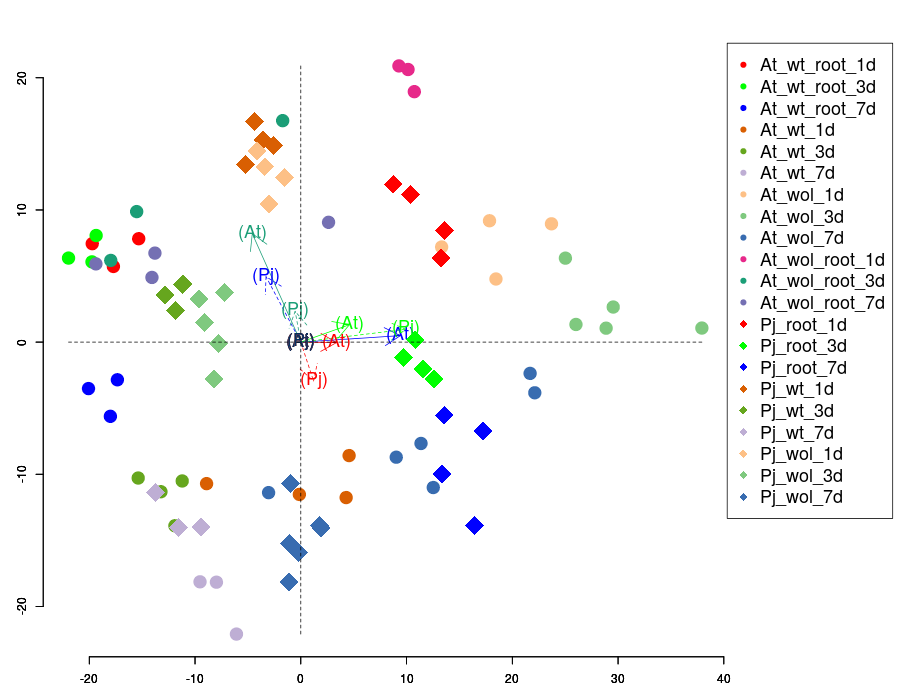 20
10
0
-10
-20
-20
-10
0
10
20
30
40
(At)
(Pj)
(Pj)
(At)
(Pj)
(At)
(At)
(Pj)
At_wt_root_1d
At_wt_root_3d
At_wt_root_7d
At_wt_1d
At_wt_3d
At_wt_7d
At_wol_1d
At_wol_3d
At_wol_7d
At_wol_root_1d
At_wol_root_3d
At_wol_root_7d
Pj_root_1d
Pj_root_3d
Pj_root_7d
Pj_wt_1d
Pj_wt_3d
Pj_wt_7d
Pj_wol_1d
Pj_wol_3d
Pj_wol_7d